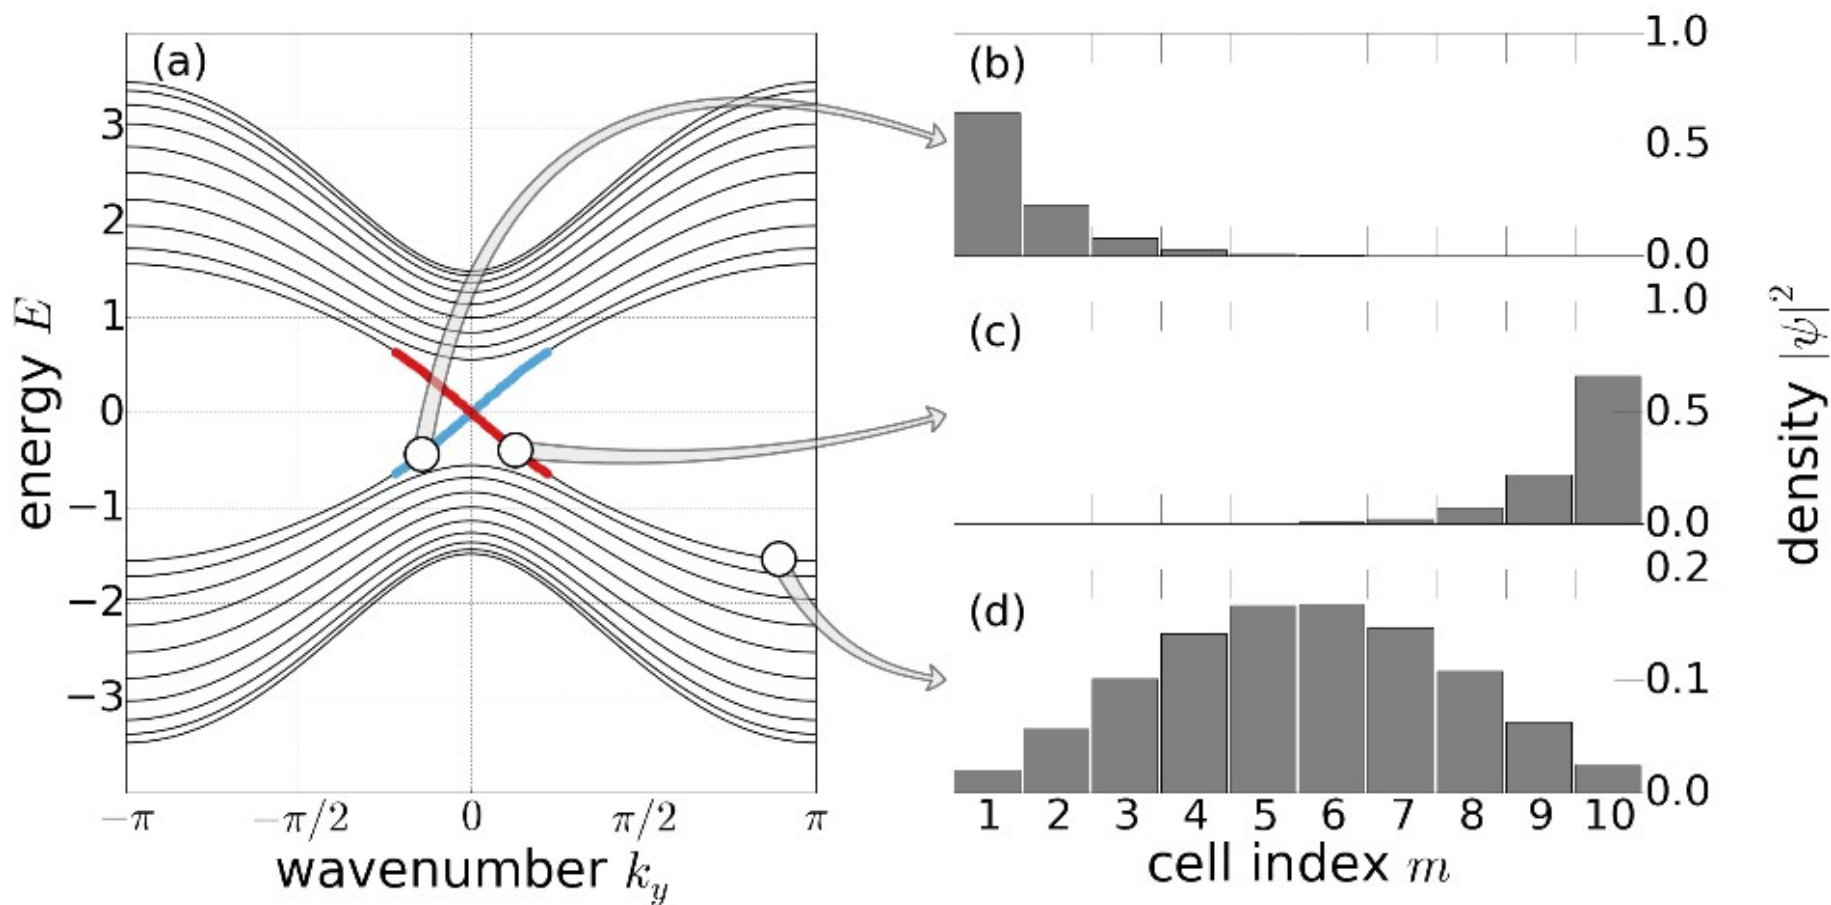 (a)
energy E
3
2
1
0
−1
−2
−3
−π
−π/2
0
π/2
π
wavenumber k_y
(b)
1.0
0.5
0.0
(c)
1.0
0.5
0.0
(d)
0.2
0.1
0.0
density |ψ|²
1 2 3 4 5 6 7 8 9 10
cell index m